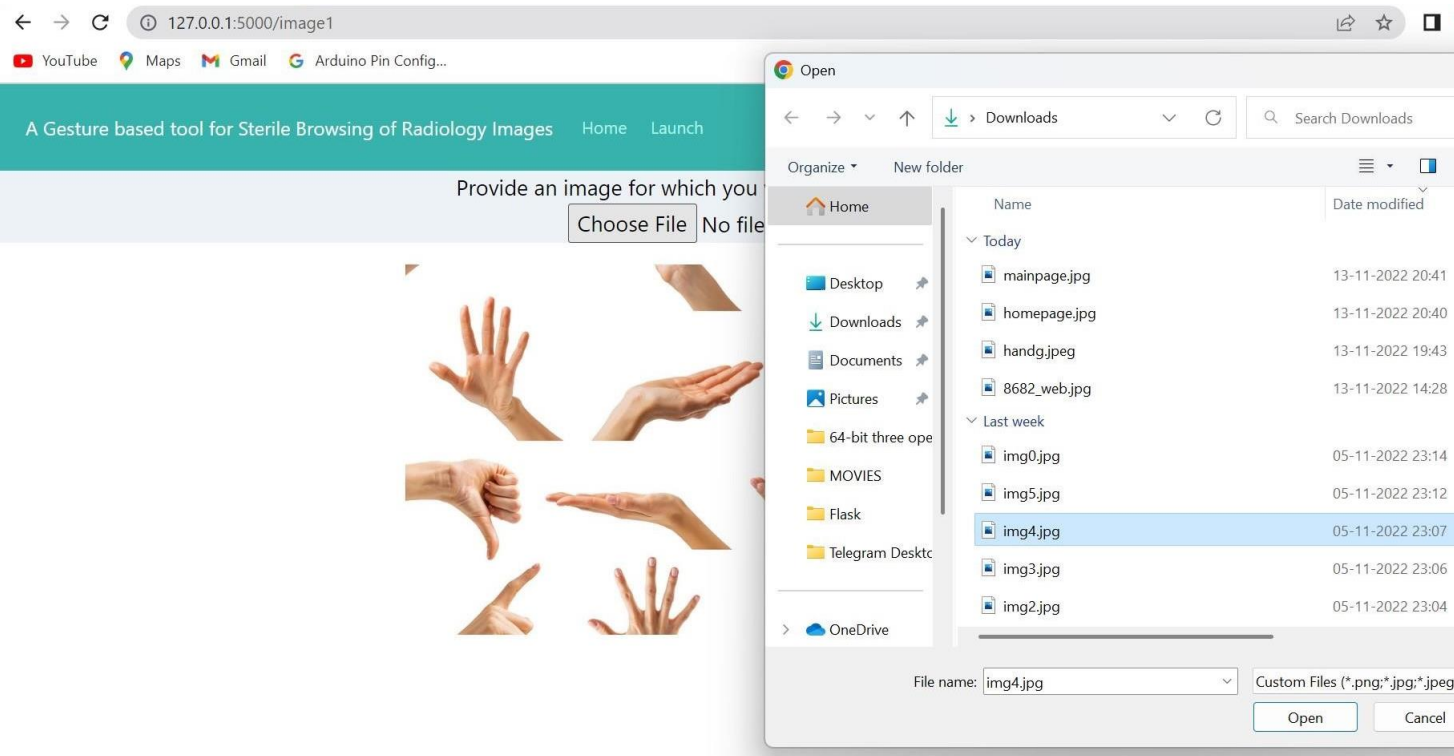 127.0.0.1:5000/image1
YouTube Maps Gmail Arduino Pin Config...
A Gesture based tool for Sterile Browsing of Radiology Images Home Launch
Provide an image for which you
Choose File No file
Open
Downloads
Search Downloads
Organize New folder
Home
Desktop
Downloads
Documents
Pictures
64-bit three ope
MOVIES
Flask
Telegram Deskto
OneDrive
Name Date modified
Today
mainpage.jpg 13-11-2022 20:41
homepage.jpg 13-11-2022 20:40
handg.jpeg 13-11-2022 19:43
8682_web.jpg 13-11-2022 14:28
Last week
img0.jpg 05-11-2022 23:14
img5.jpg 05-11-2022 23:12
img4.jpg 05-11-2022 23:07
img3.jpg 05-11-2022 23:06
img2.jpg 05-11-2022 23:04
File name: img4.jpg Custom Files (*.png;*.jpg;*.jpeg
Open Cancel